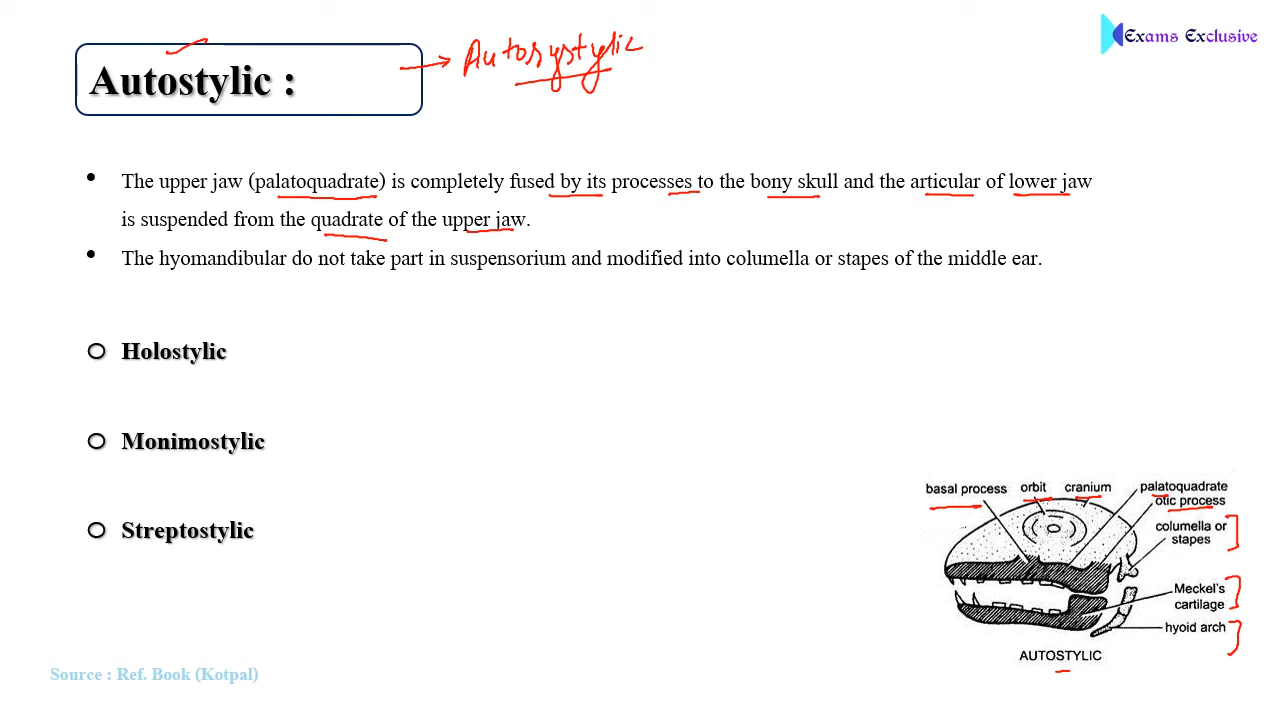 Exams Exclusive
Autostylic :
Autosystylic
• The upper jaw (palatoquadrate) is completely fused by its processes to the bony skull and the articular of lower jaw
is suspended from the quadrate of the upper jaw.
• The hyomandibular do not take part in suspensorium and modified into columella or stapes of the middle ear.
Holostylic
Monimostylic
Streptostylic
basal process
orbit
cranium
palatoquadrate
otic process
columella or
stapes
Meckel's
cartilage
hyoid arch
AUTOSTYLIC
Source : Ref. Book (Kotpal)